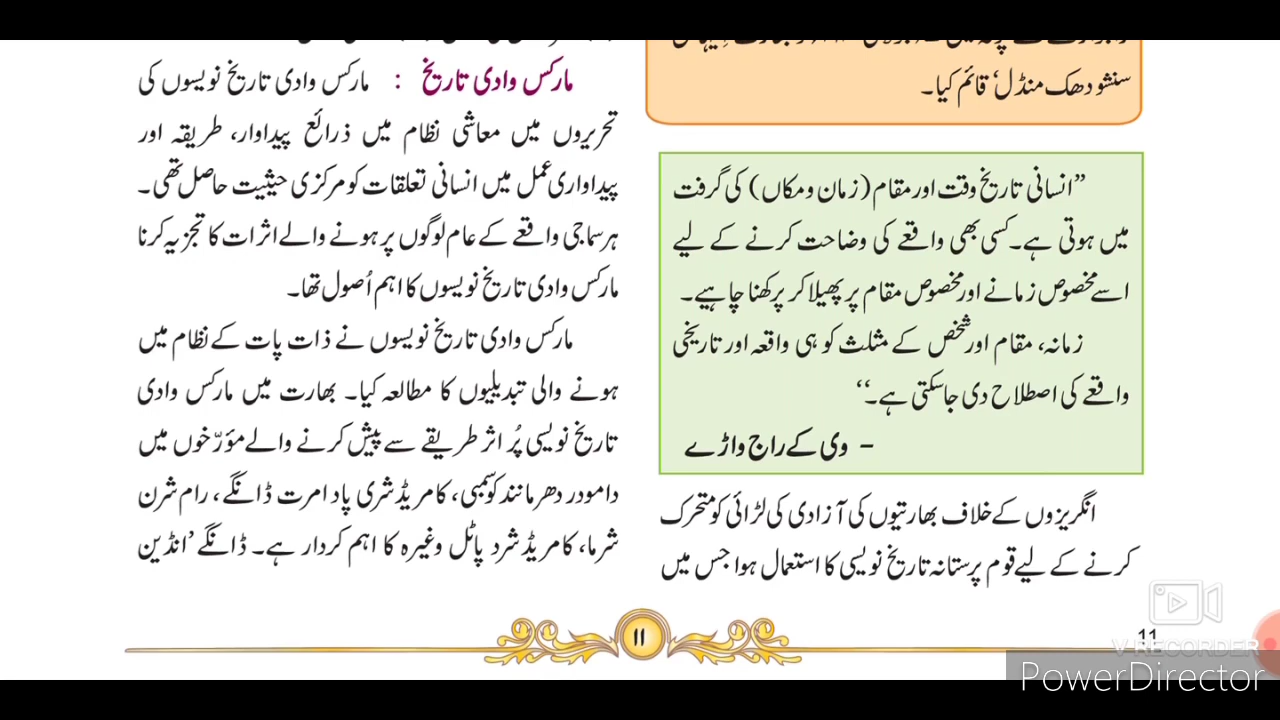 سنشودھک منڈل‘ قائم کیا۔
”انسانی تاریخ وقت اور مقام (زمان و مکاں) کی گرفت
میں ہوتی ہے۔ کسی بھی واقعے کی وضاحت کرنے کے لیے
اسے مخصوص زمانے اور مخصوص مقام پر پھیلا کر پرکھنا چاہیے۔
زمانہ، مقام اور شخص کے مثلث کو ہی واقعہ اور تاریخی
واقعے کی اصطلاح دی جاسکتی ہے۔“
- وی کے راج واڑے
انگریزوں کے خلاف بھارتیوں کی آزادی کی لڑائی کو متحرک
کرنے کے لیے قوم پرستانہ تاریخ نویسی کا استعمال ہوا جس میں
مارکس وادی تاریخ : مارکس وادی تاریخ نویسوں کی
تحریروں میں معاشی نظام میں ذرائع پیداوار، طریقہ اور
پیداواری عمل میں انسانی تعلقات کو مرکزی حیثیت حاصل تھی۔
ہر سماجی واقعے کے عام لوگوں پر ہونے والے اثرات کا تجزیہ کرنا
مارکس وادی تاریخ نویسوں کا اہم اُصول تھا۔
مارکس وادی تاریخ نویسوں نے ذات پات کے نظام میں
ہونے والی تبدیلیوں کا مطالعہ کیا۔ بھارت میں مارکس وادی
تاریخ نویسی پُر اثر طریقے سے پیش کرنے والے مؤرّخوں میں
دامودر دھرمانند کوسمبی، کامریڈ شری پاد امرت ڈانگے، رام شرن
شرما، کامریڈ شرد پاٹل وغیرہ کا اہم کردار ہے۔ ڈانگے ’انڈین
۱۱
11
V RECORDER
PowerDirector